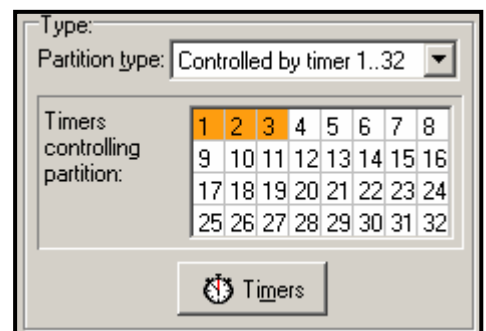 Type:
Partition type: Controlled by timer 1..32
Timers
controlling
partition:
1 2 3 4 5 6 7 8
9 10 11 12 13 14 15 16
17 18 19 20 21 22 23 24
25 26 27 28 29 30 31 32
Timers